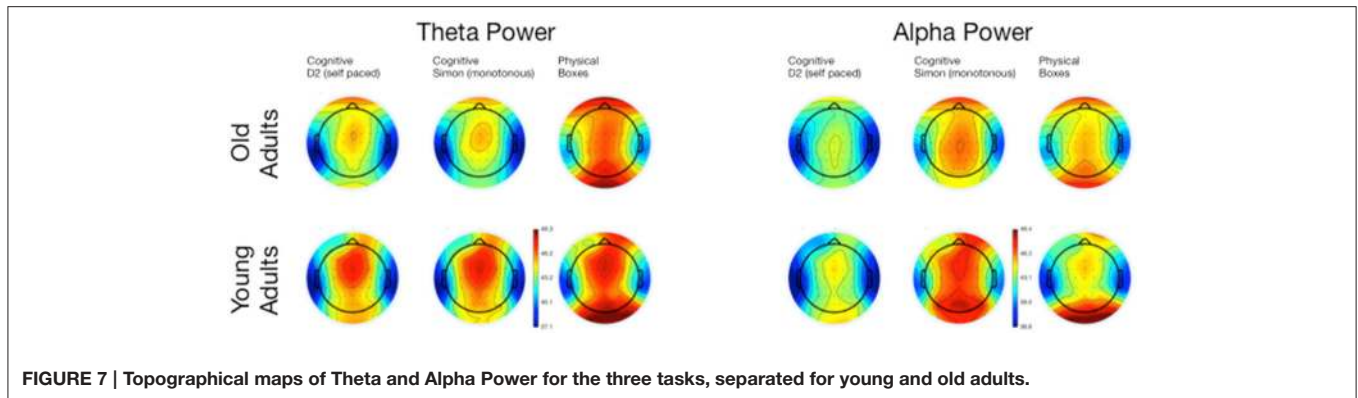 Theta Power
Alpha Power
Cognitive
D2 (self paced)
Cognitive
Simon (monotonous)
Physical
Boxes
Cognitive
D2 (self paced)
Cognitive
Simon (monotonous)
Physical
Boxes
Old
Adults
Young
Adults
FIGURE 7 | Topographical maps of Theta and Alpha Power for the three tasks, separated for young and old adults.